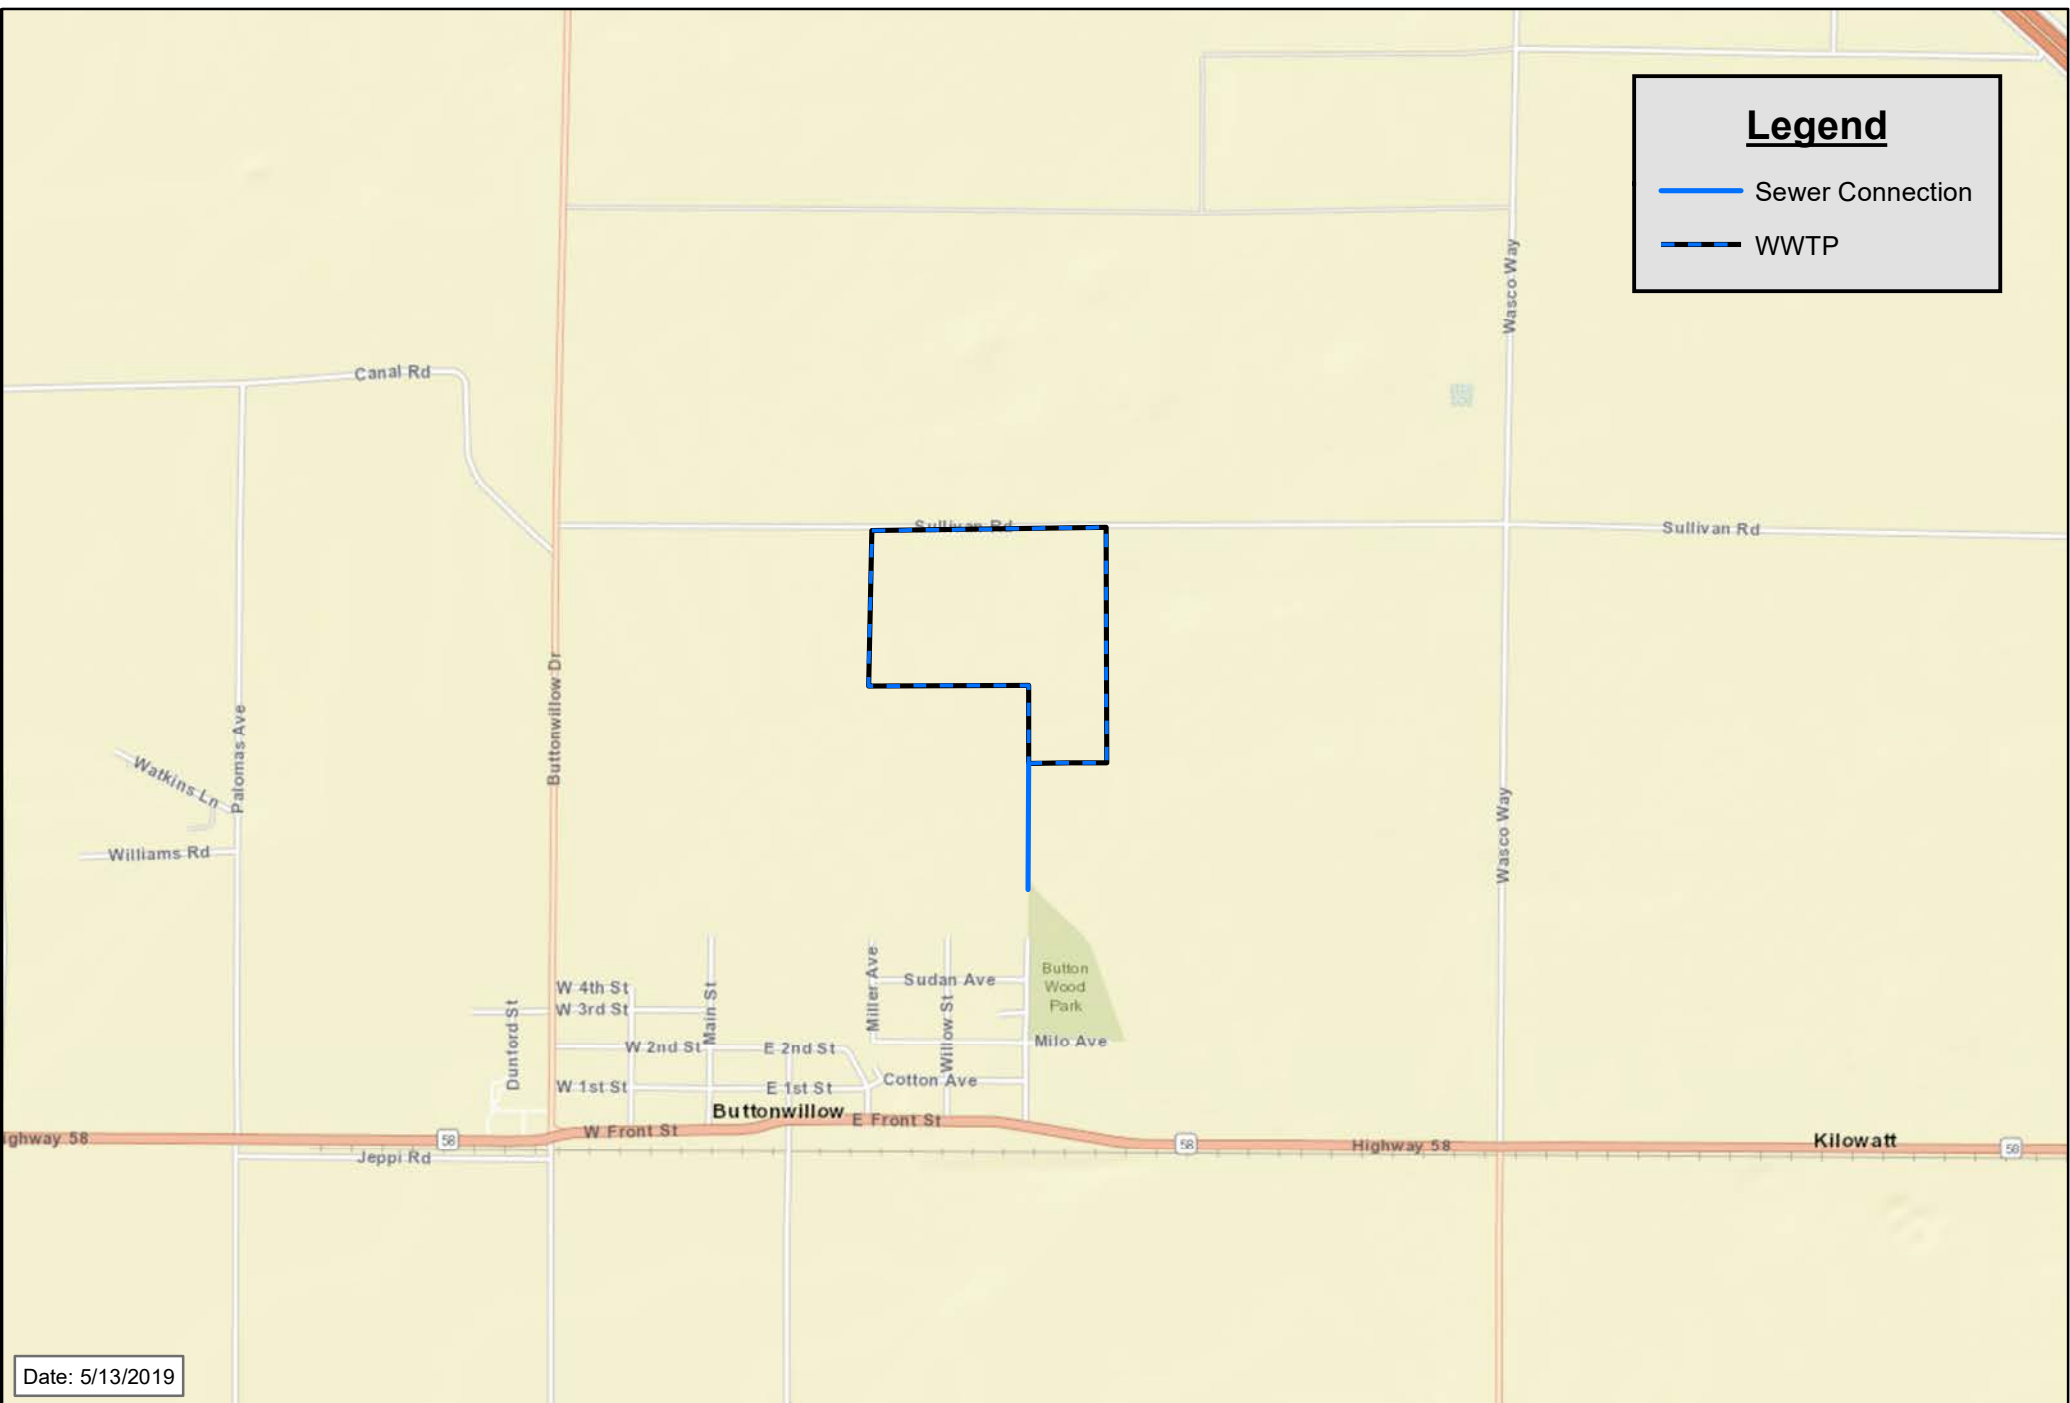 Legend
Sewer Connection
WWTP
Wasco Way
Canal Rd
Sullivan Rd
Sullivan Rd
Buttonwillow Dr
Palomas Ave
Watkins Ln
Williams Rd
Wasco Way
Miller Ave
Sudan Ave
Button
Wood
Park
W 4th St
W 3rd St
Main St
Dunford St
Willow St
W 2nd St
E 2nd St
Milo Ave
W 1st St
E 1st St
Cotton Ave
Buttonwillow
E Front St
W Front St
ighway 58
58
58
Highway 58
Kilowatt
58
Jeppi Rd
Date: 5/13/2019